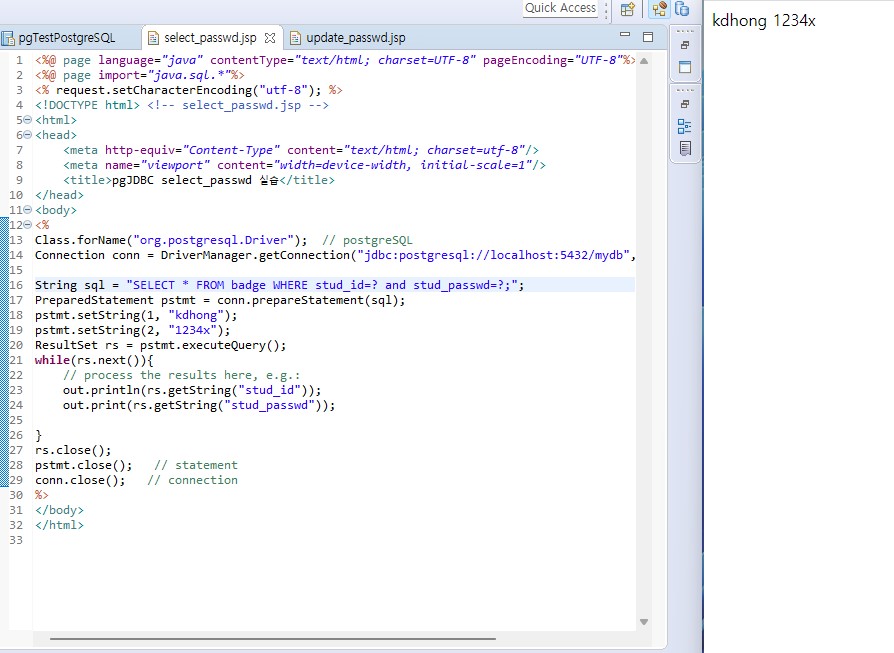 Quick Access
pgTestPostgreSQL
select_passwd.jsp
update_passwd.jsp
kdhong 1234x
1 <%@ page language="java" contentType="text/html; charset=UTF-8" pageEncoding="UTF-8"%>
2 <%@ page import="java.sql.*"%>
3 <% request.setCharacterEncoding("utf-8"); %>
4 <!DOCTYPE html> <!-- select_passwd.jsp -->
5 <html>
6 <head>
7 <meta http-equiv="Content-Type" content="text/html; charset=utf-8"/>
8 <meta name="viewport" content="width=device-width, initial-scale=1"/>
9 <title>pgJDBC select_passwd 실습</title>
10 </head>
11 <body>
12 <%
13 Class.forName("org.postgresql.Driver");  // postgreSQL
14 Connection conn = DriverManager.getConnection("jdbc:postgresql://localhost:5432/mydb",
15
16 String sql = "SELECT * FROM badge WHERE stud_id=? and stud_passwd=?;";
17 PreparedStatement pstmt = conn.prepareStatement(sql);
18 pstmt.setString(1, "kdhong");
19 pstmt.setString(2, "1234x");
20 ResultSet rs = pstmt.executeQuery();
21 while(rs.next()){
22 // process the results here, e.g.:
23 out.println(rs.getString("stud_id"));
24 out.print(rs.getString("stud_passwd"));
25
26 }
27 rs.close();
28 pstmt.close();   // statement
29 conn.close();   // connection
30 %>
31 </body>
32 </html>
33